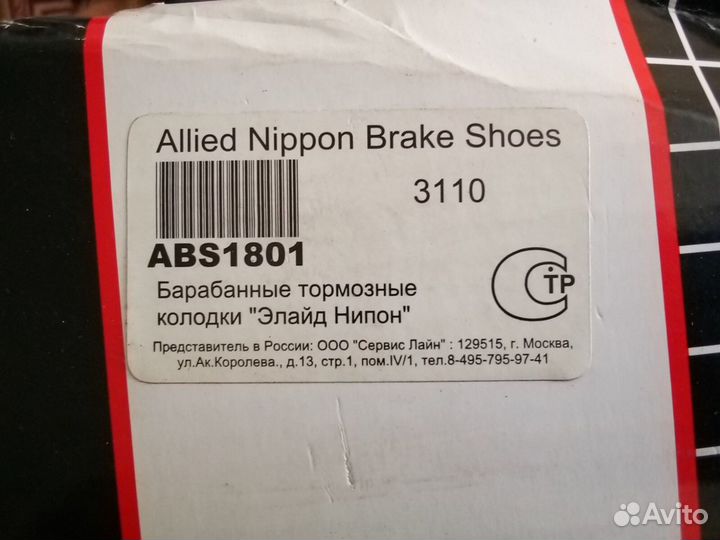 Allied Nippon Brake Shoes
3110
ABS1801
Барабанные тормозные
колодки "Элайд Нипон"
СТР
Представитель в России: ООО "Сервис Лайн" : 129515, г. Москва,
ул.Ак.Королева., д.13, стр.1, пом.IV/1, тел.8-495-795-97-41
Avito